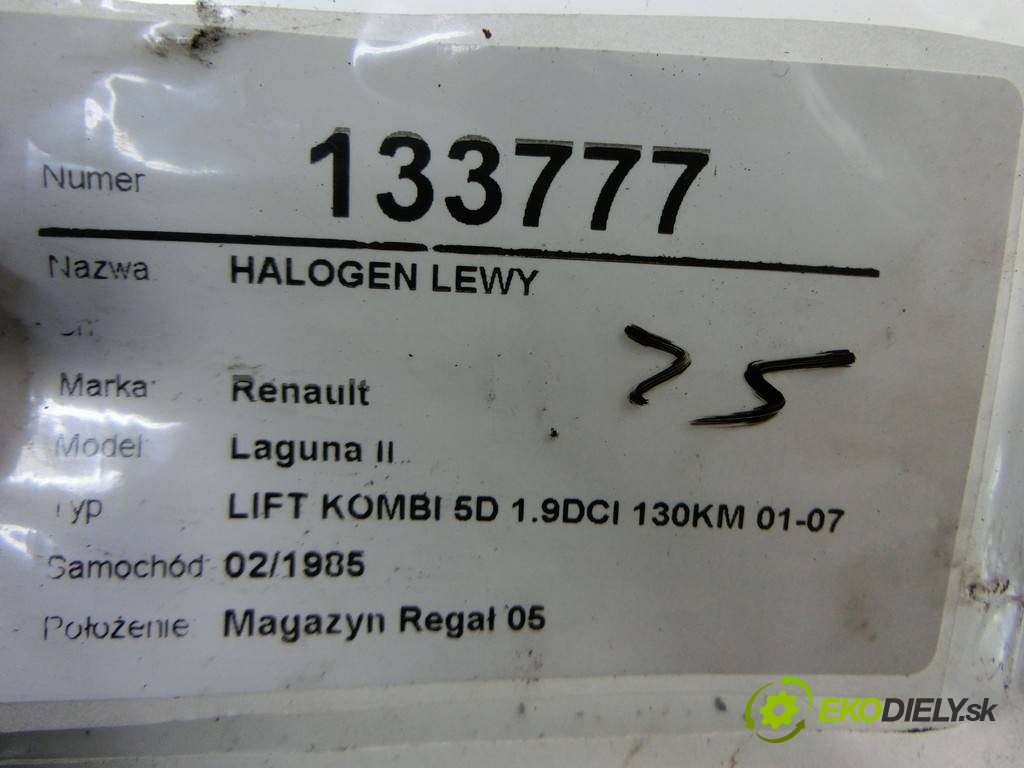 Numer 133777
Nazwa HALOGEN LEWY
Marka: Renault
Model: Laguna II
Typ LIFT KOMBI 5D 1.9DCI 130KM 01-07
Samochód: 02/1985
Położenie: Magazyn Regał 05
EKODIELY.sk